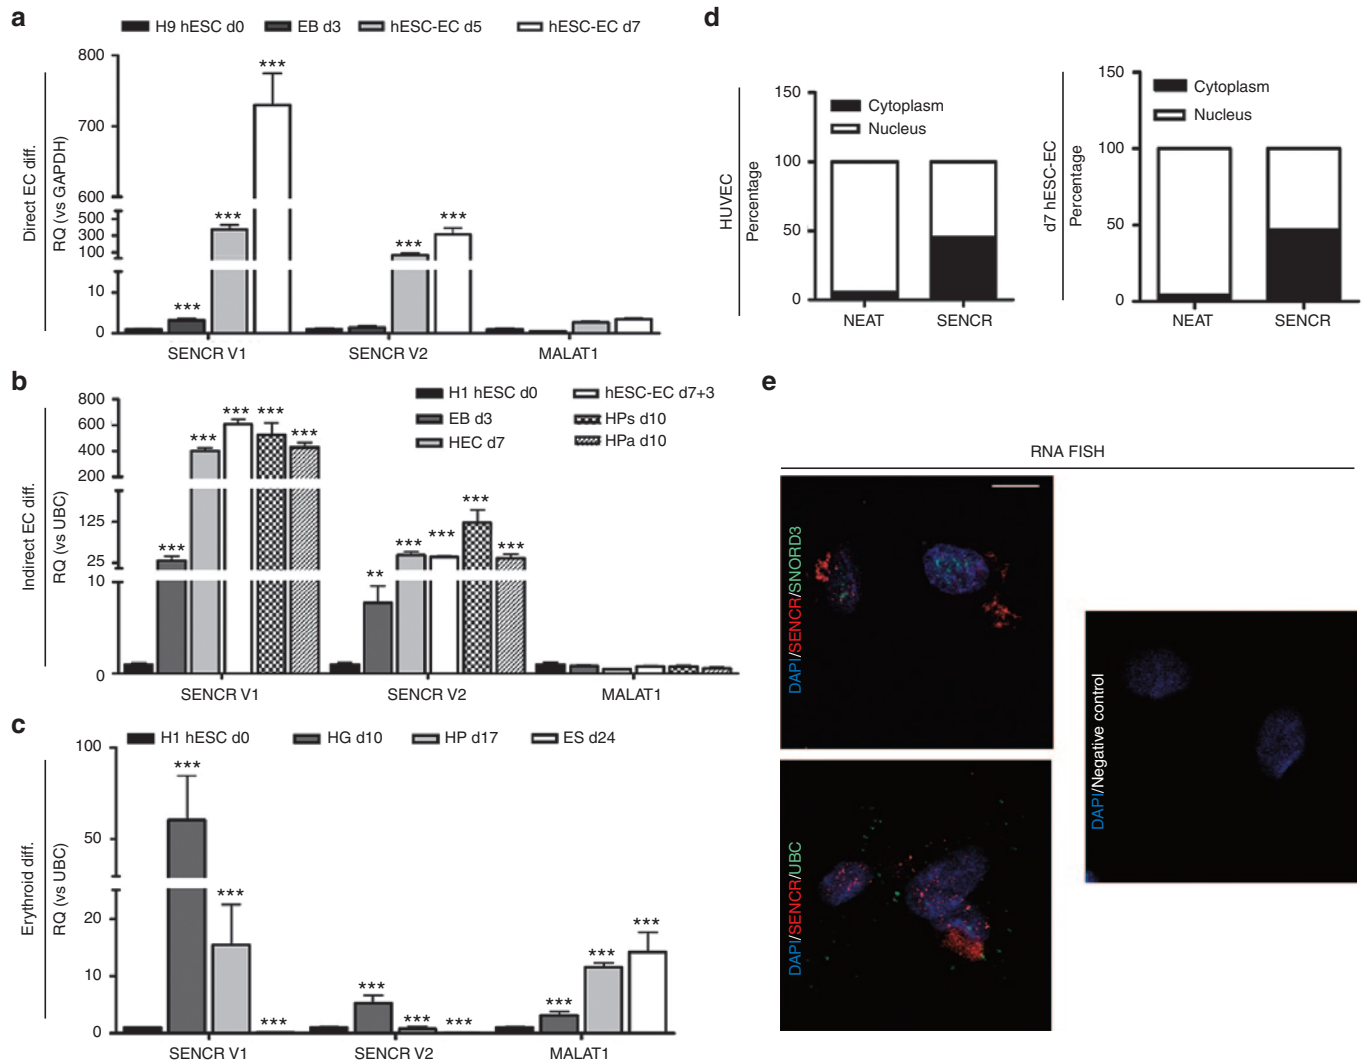 a
H9 hESC d0
EB d3
hESC-EC d5
hESC-EC d7
Direct EC diff.
RQ (vs GAPDH)
800
700
600
500
300
100
10
0
***
***
***
***
***
SENCR V1
SENCR V2
MALAT1
b
H1 hESC d0
EB d3
HEC d7
hESC-EC d7+3
HPs d10
HPa d10
Indirect EC diff.
RQ (vs UBC)
800
600
400
200
125
25
10
0
***
***
***
***
***
**
***
***
***
***
SENCR V1
SENCR V2
MALAT1
c
H1 hESC d0
HG d10
HP d17
ES d24
Erythroid diff.
RQ (vs UBC)
100
50
20
10
0
***
***
***
***
***
***
***
***
***
SENCR V1
SENCR V2
MALAT1
d
HUVEC
Percentage
150
100
50
0
Cytoplasm
Nucleus
NEAT
SENCR
d7 hESC-EC
Percentage
150
100
50
0
Cytoplasm
Nucleus
NEAT
SENCR
e
RNA FISH
DAPI/SENCR/SNORD3
DAPI/SENCR/UBC
DAPI/Negative control